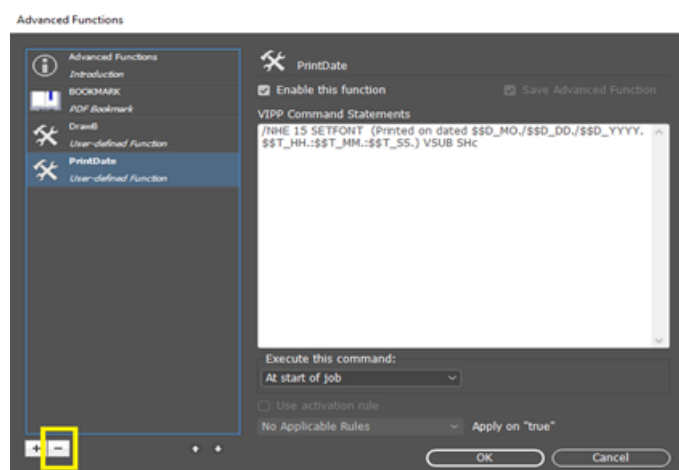 Advanced Functions
Advanced Functions
Introduction
BOOKMARK
PDF Bookmark
DrawB
User-defined Function
PrintDate
User-defined Function
PrintDate
Enable this function
Save Advanced Function
VIPP Command Statements
/NHE 15 SETFONT (Printed on dated $$D_MO./$$D_DD./$$D_YYYY.
$$T_HH.:$$T_MM.:$$T_SS.) VSUB SHc
Execute this command:
At start of job
Use activation rule
No Applicable Rules
Apply on "true"
+ -
OK
Cancel